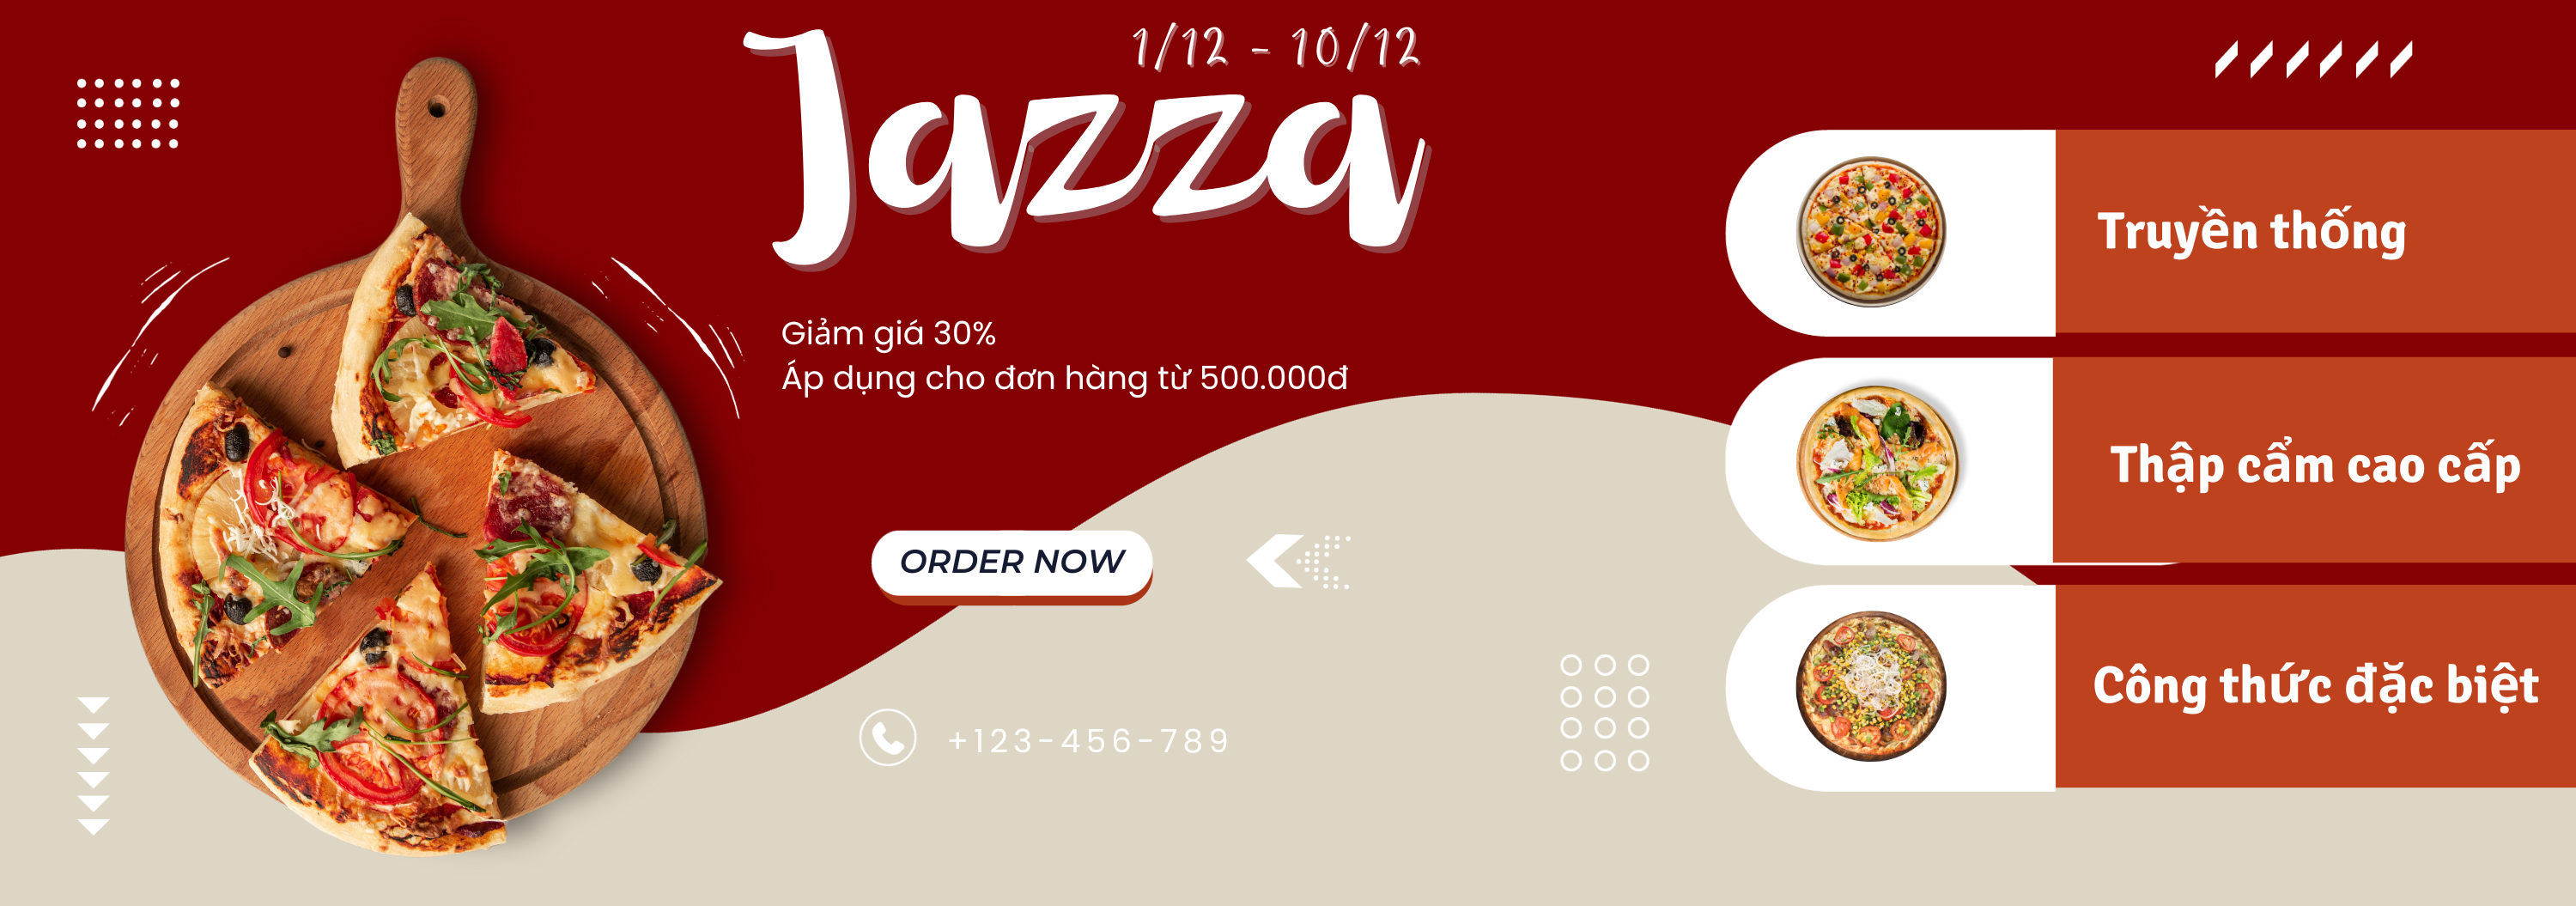 1/12 - 10/12
Jazza
Giảm giá 30%
Áp dụng cho đơn hàng từ 500.000đ
ORDER NOW
+123-456-789
Truyền thống
Thập cẩm cao cấp
Công thức đặc biệt